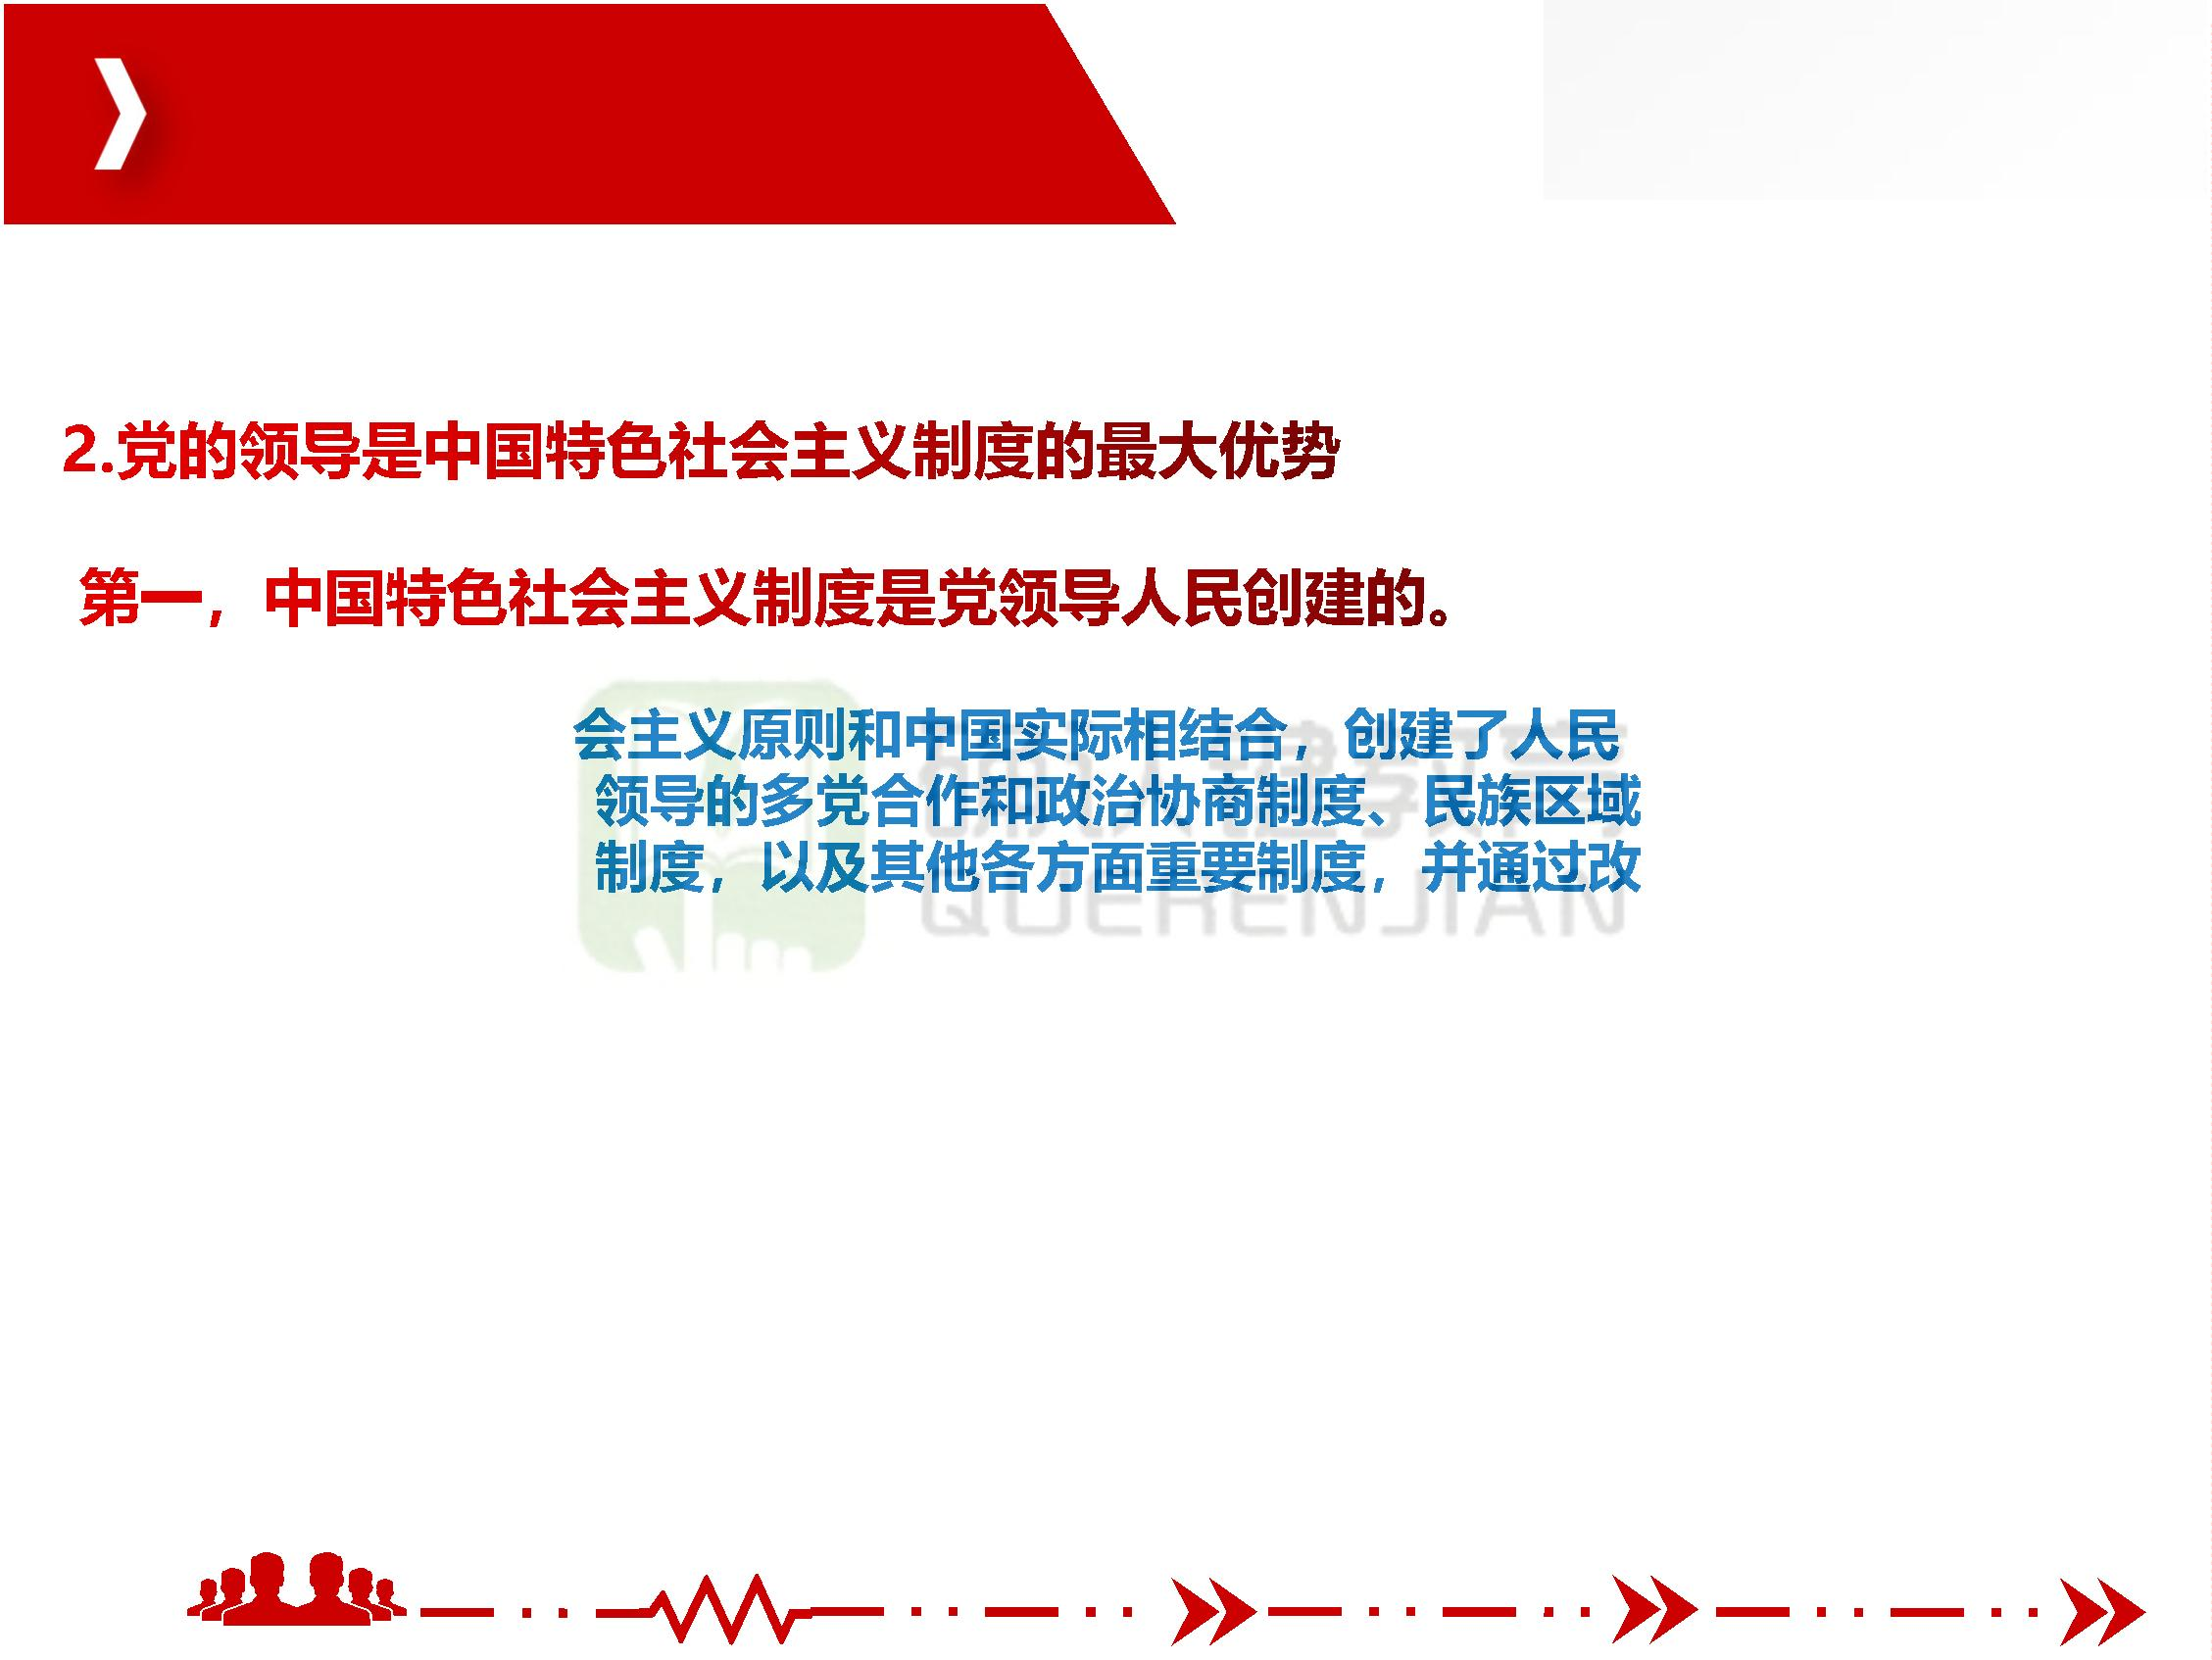 2.党的领导是中国特色社会主义制度的最大优势
第一，中国特色社会主义制度是党领导人民创建的。
会主义原则和中国实际相结合，创建了人民
领导的多党合作和政治协商制度、民族区域
制度，以及其他各方面重要制度，并通过改
QUERENJIAN